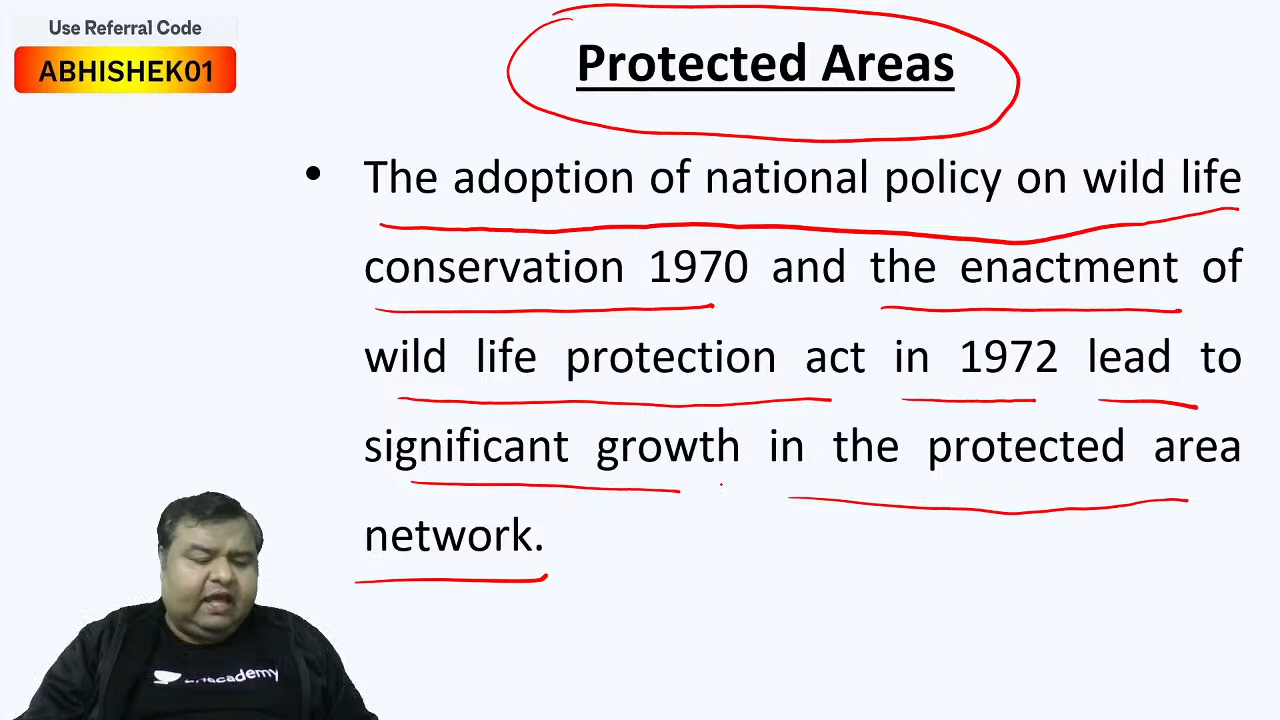 Use Referral Code
ABHISHEK01
Protected Areas
• The adoption of national policy on wild life
conservation 1970 and the enactment of
wild life protection act in 1972 lead to
significant growth in the protected area
network.